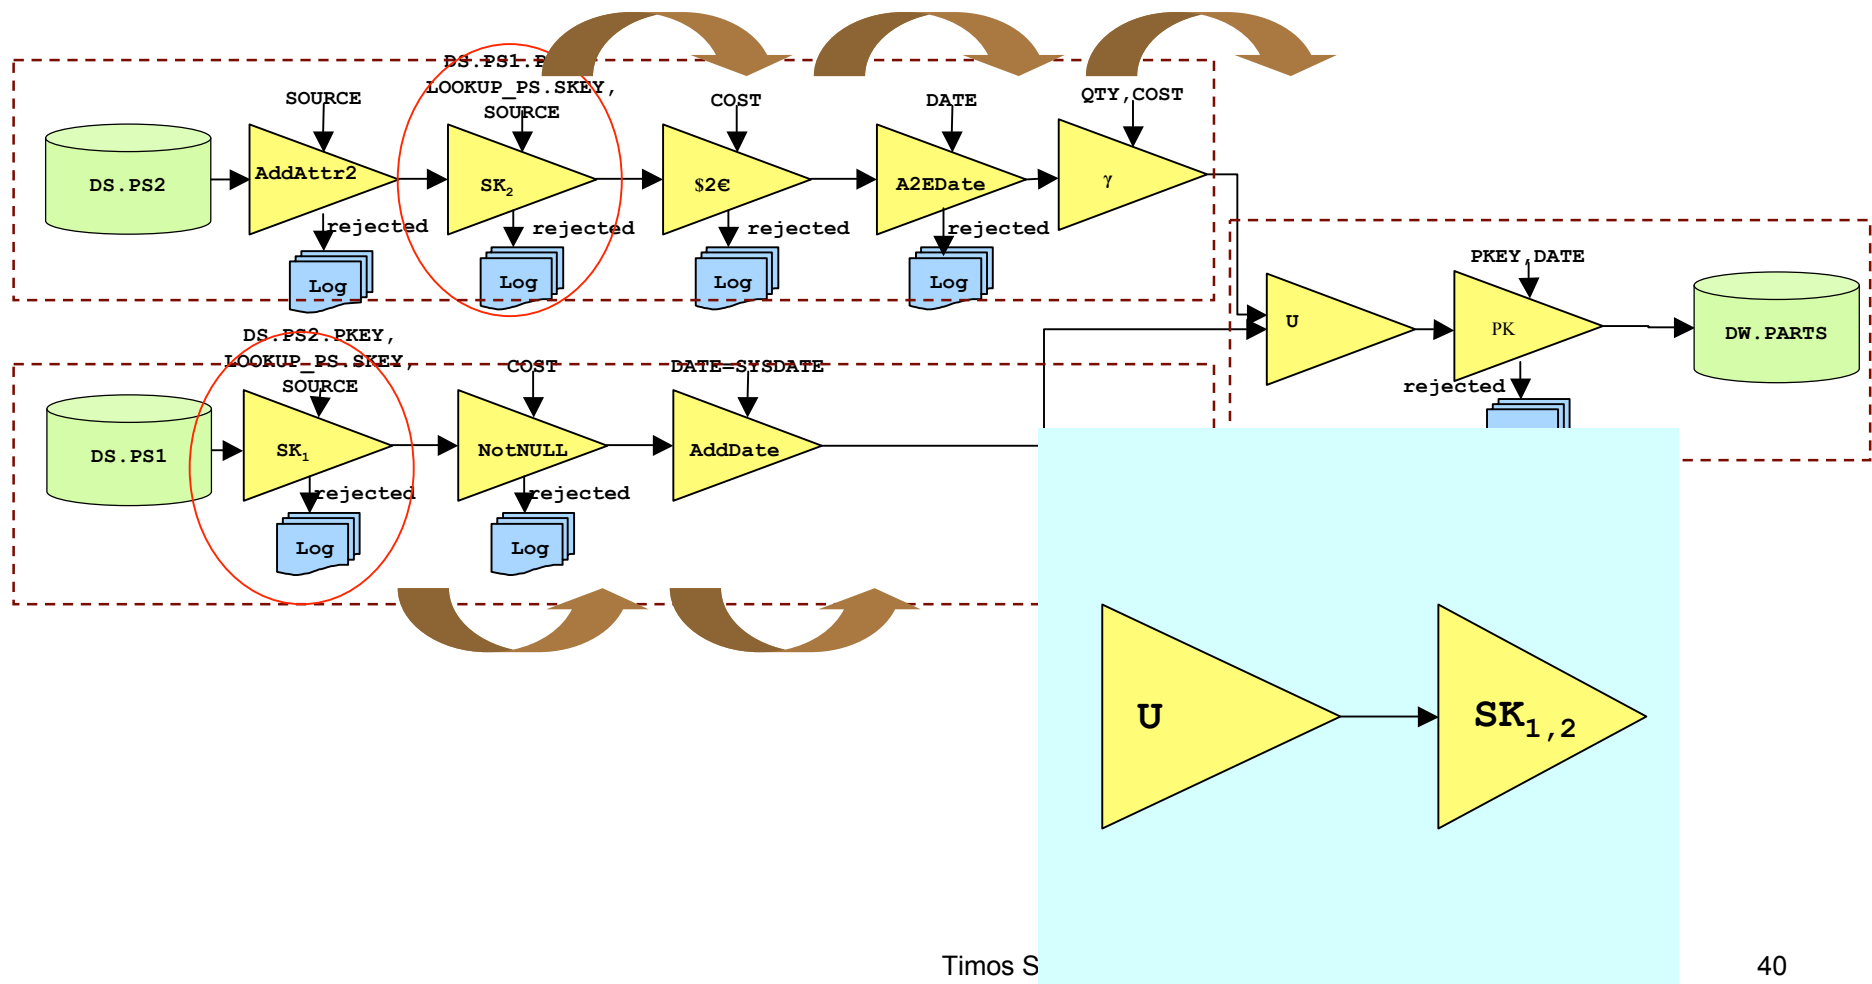 DS.PS1.P
LOOKUP_PS.SKEY,
SOURCE
SOURCE
COST
DATE
QTY,COST
DS.PS2
AddAttr2
SK2
$2€
A2EDate
γ
rejected
rejected
rejected
rejected
Log
Log
Log
Log
PKEY,DATE
U
PK
DW.PARTS
rejected
DS.PS2.PKEY,
LOOKUP_PS.SKEY,
SOURCE
COST
DATE=SYSDATE
DS.PS1
SK1
NotNULL
AddDate
rejected
rejected
Log
Log
U
SK1,2
Timos S
40